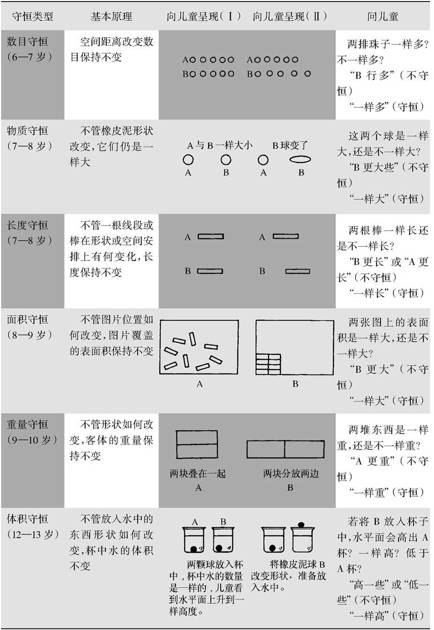 守恒类型 基本原理 向儿童呈现(Ⅰ) 向儿童呈现(Ⅱ) 问儿童
数目守恒
(6—7 岁)
空间距离改变数
目保持不变
A
B
A
B
两排珠子一样多?
不一样多?
“B 行多”(不守
恒)
“一样多”(守恒)
物质守恒
(7—8 岁)
不管橡皮泥形状
改变,它们仍是一
样大
A 与 B 一样大小 B 球变了
A B A B
这两个球是一样
大,还是不一样大?
“B 更大些”(不守
恒)
“一样大”(守恒)
长度守恒
(7—8 岁)
不管一根线段或
棒在形状或空间安
排上有何变化,长
度保持不变
A A
B B
两根棒一样长还
是不一样长?
“B 更长”或“A 更
长”(不守恒)
“一样长”(守恒)
面积守恒
(8—9 岁)
不管图片位置如
何改变,图片覆盖
的表面积保持不变
A B
两张图上的表面
积是一样大,还是不
一样大?
“B 更大”(不守
恒)
“一样大”(守恒)
重量守恒
(9—10 岁)
不管形状如何改
变,客体的重量保
持不变
两块叠在一起 两块分放两边
A B
两堆东西是一样
重,还是不一样重?
“A 更重”(不守
恒)
“一样重”(守恒)
体积守恒
(12—13 岁)
不管放入水中的
东西形状如何改
变,杯中水的体积
不变
A B
两颗球放入杯
中,杯中水的数量
是一样的,儿童看
到水平面上升到一
样高度。
将橡皮泥球 B
改变形状,准备放
入水中。
若将 B 放入杯子
中,水平面会高出 A
杯? 一样高? 低于
A 杯?
“高一些”或“低一
些”(不守恒)
“一样高”(守恒)